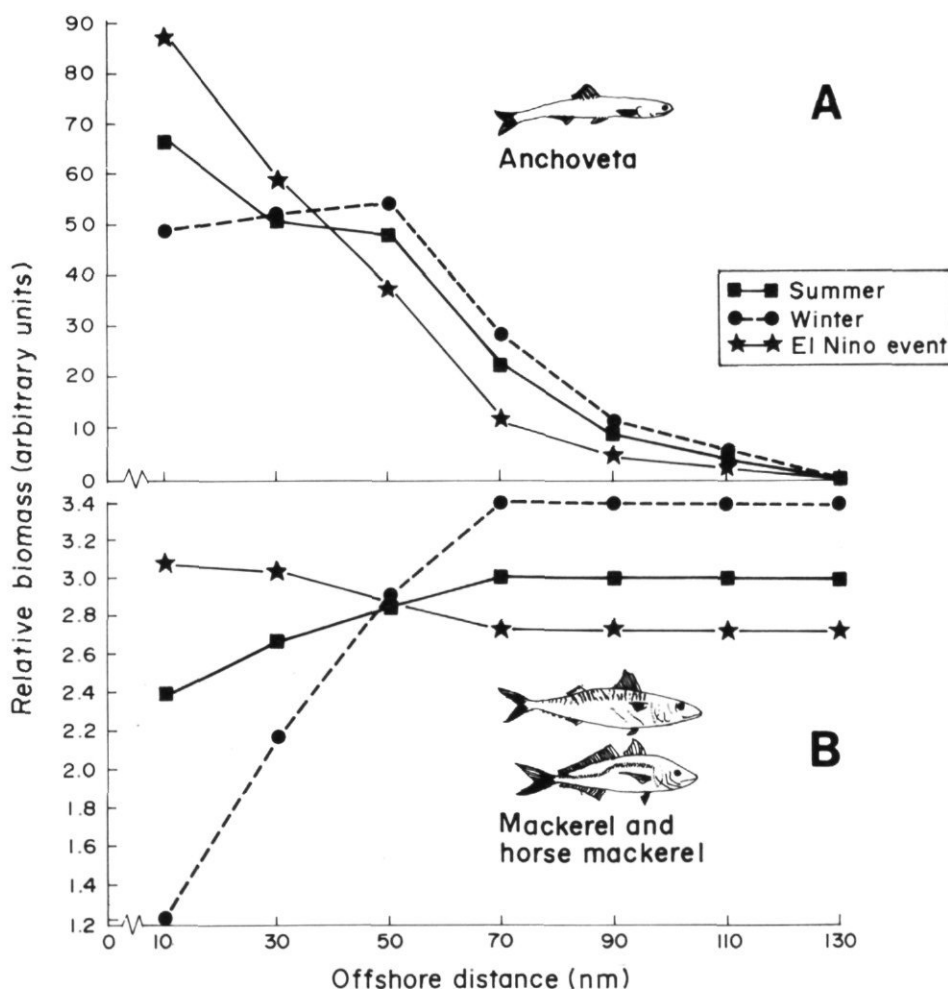 Relative biomass (arbitrary units)
90
80
70
60
50
40
30
20
10
0
A
Anchoveta
Summer
Winter
El Nino event
3.4
3.2
3.0
2.8
2.6
2.4
2.2
2.0
1.8
1.6
1.4
1.2
B
Mackerel and
horse mackerel
0 10 30 50 70 90 110 130
Offshore distance (nm)